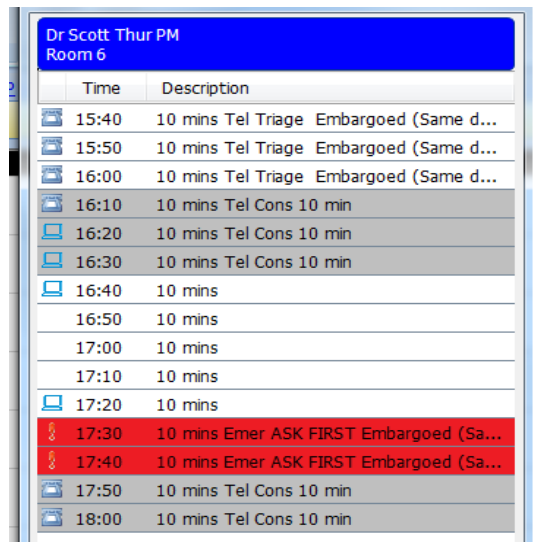 Dr Scott Thur PM
Room 6
Time Description
15:40 10 mins Tel Triage Embargoed (Same d...
15:50 10 mins Tel Triage Embargoed (Same d...
16:00 10 mins Tel Triage Embargoed (Same d...
16:10 10 mins Tel Cons 10 min
16:20 10 mins Tel Cons 10 min
16:30 10 mins Tel Cons 10 min
16:40 10 mins
16:50 10 mins
17:00 10 mins
17:10 10 mins
17:20 10 mins
17:30 10 mins Emer ASK FIRST Embargoed (Sa...
17:40 10 mins Emer ASK FIRST Embargoed (Sa...
17:50 10 mins Tel Cons 10 min
18:00 10 mins Tel Cons 10 min